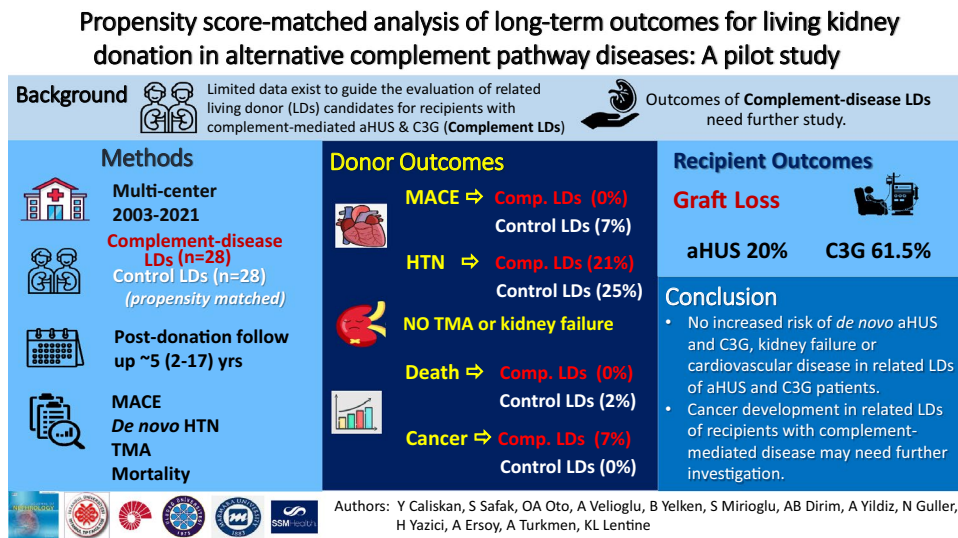 Propensity score-matched analysis of long-term outcomes for living kidney
donation in alternative complement pathway diseases: A pilot study
Background
Limited data exist to guide the evaluation of related
living donor (LDs) candidates for recipients with
complement-mediated aHUS & C3G (Complement LDs)
Outcomes of Complement-disease LDs
need further study.
Methods
Multi-center
2003-2021
Complement-disease
LDs (n=28)
Control LDs (n=28)
(propensity matched)
Post-donation follow
up ~5 (2-17) yrs
MACE
De novo HTN
TMA
Mortality
Donor Outcomes
MACE ⇨ Comp. LDs (0%)
Control LDs (7%)
HTN ⇨ Comp. LDs (21%)
Control LDs (25%)
NO TMA or kidney failure
Death ⇨ Comp. LDs (0%)
Control LDs (2%)
Cancer ⇨ Comp. LDs (7%)
Control LDs (0%)
Recipient Outcomes
Graft Loss
aHUS 20% C3G 61.5%
Conclusion
• No increased risk of de novo aHUS
and C3G, kidney failure or
cardiovascular disease in related LDs
of aHUS and C3G patients.
• Cancer development in related LDs
of recipients with complement-
mediated disease may need further
investigation.
MARMARA UNIVERSITY
1883
1975
SSMHealth
Authors: Y Caliskan, S Safak, OA Oto, A Velioglu, B Yelken, S Mirioglu, AB Dirim, A Yildiz, N Guller,
H Yazici, A Ersoy, A Turkmen, KL Lentine